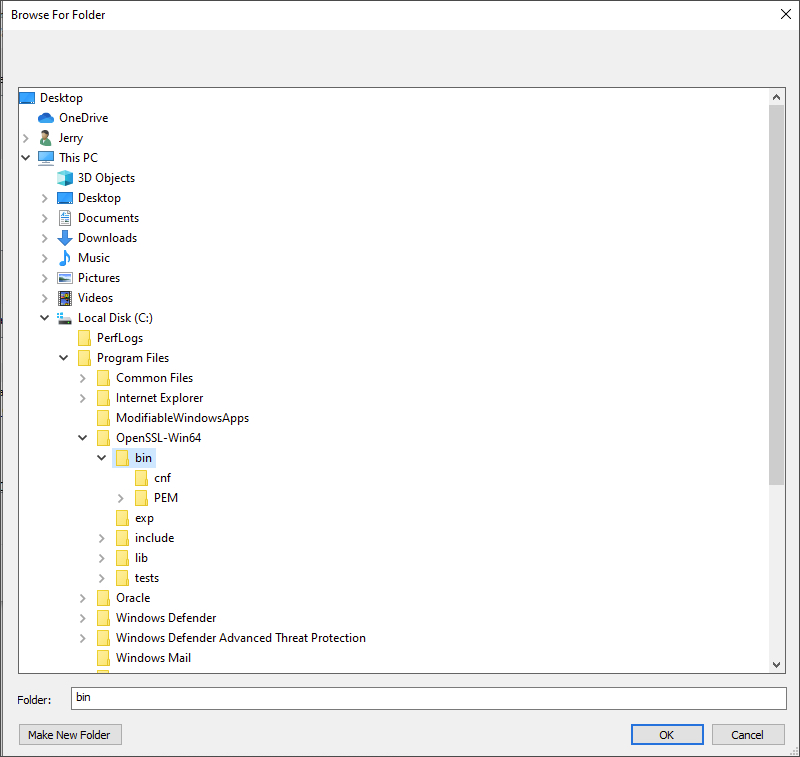 Browse For Folder
Desktop
OneDrive
Jerry
This PC
3D Objects
Desktop
Documents
Downloads
Music
Pictures
Videos
Local Disk (C:)
PerfLogs
Program Files
Common Files
Internet Explorer
ModifiableWindowsApps
OpenSSL-Win64
bin
cnf
PEM
exp
include
lib
tests
Oracle
Windows Defender
Windows Defender Advanced Threat Protection
Windows Mail
Folder: bin
Make New Folder OK Cancel